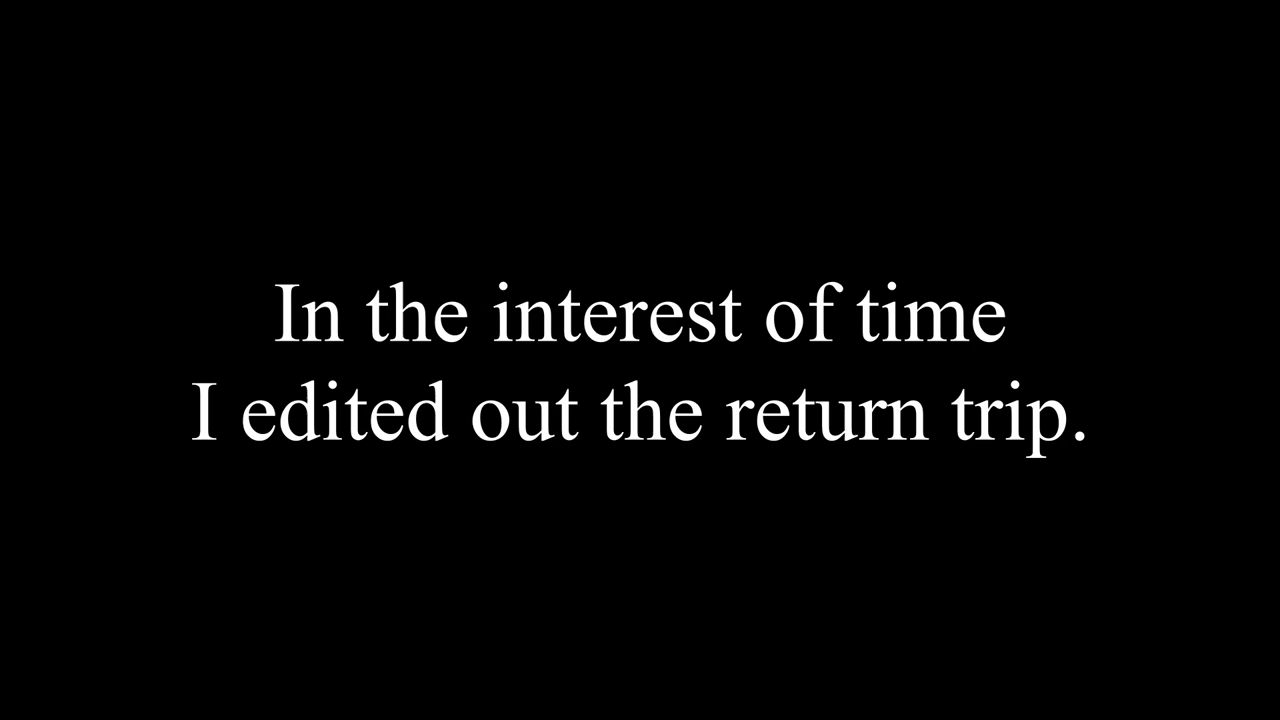 In the interest of time
I edited out the return trip.